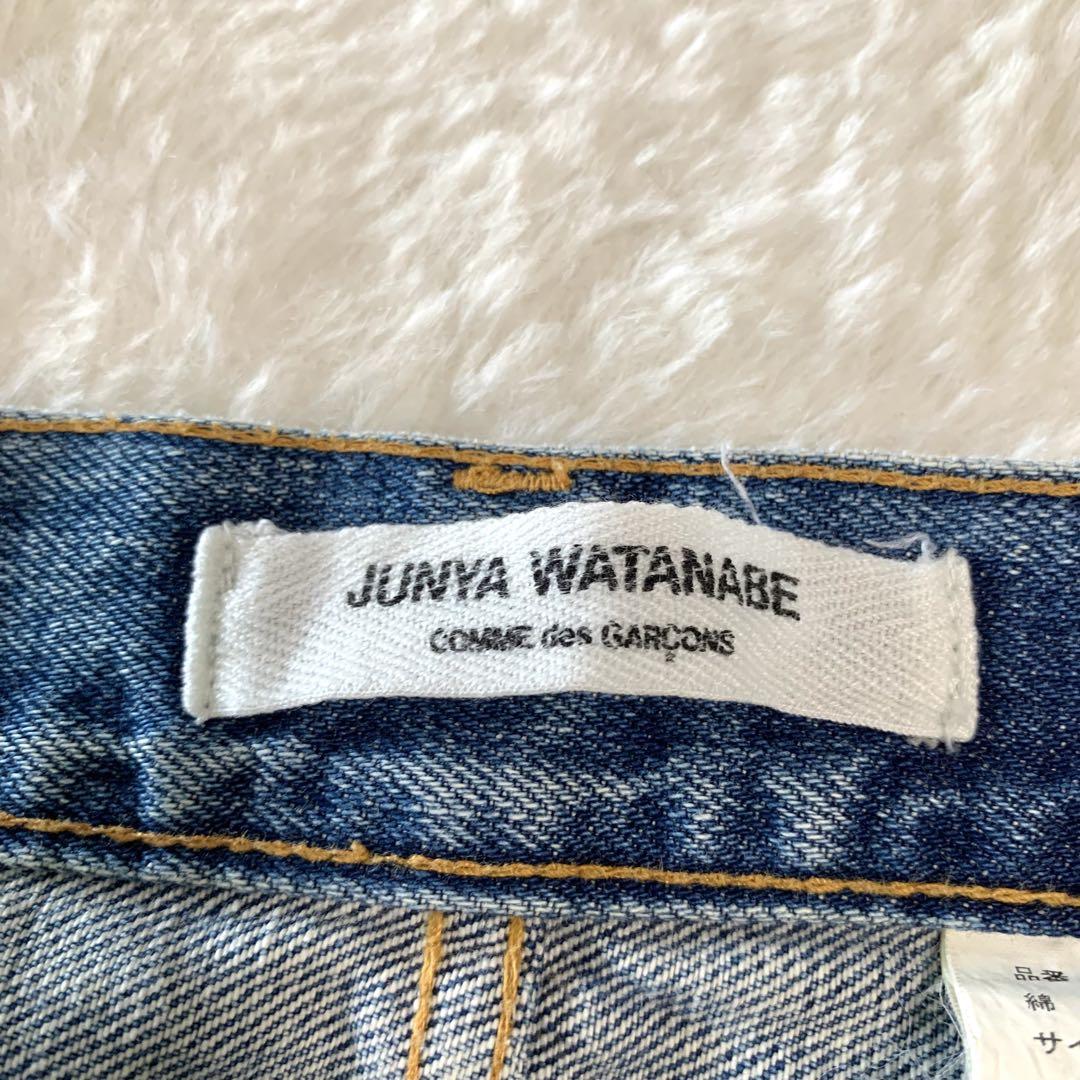 JUNYA WATANABE
COMME des GARÇONS
品番
綿
サイ